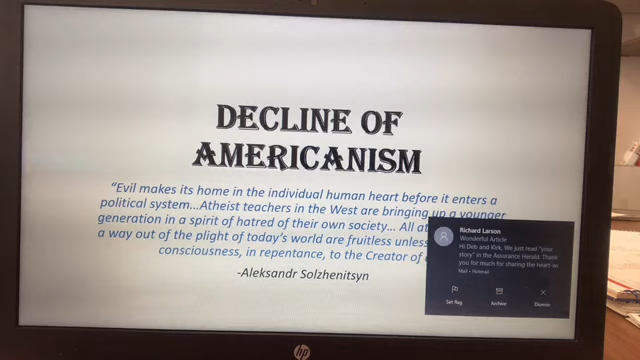 DECLINE OF
AMERICANISM
“Evil makes its home in the individual human heart before it enters a
political system...Atheist teachers in the West are bringing up a younger
generation in a spirit of hatred of their own society... All
a way out of the plight of today’s world are fruitless unless
consciousness, in repentance, to the Creator of
-Aleksandr Solzhenitsyn
Richard Larson
Wonderful Article
Hi Deb and Kirk, We just read "your
story" in the Assurance Herald. Thank
you for much for sharing the
Mail • Hotmail
Set flag
Archive
Dismiss
hp